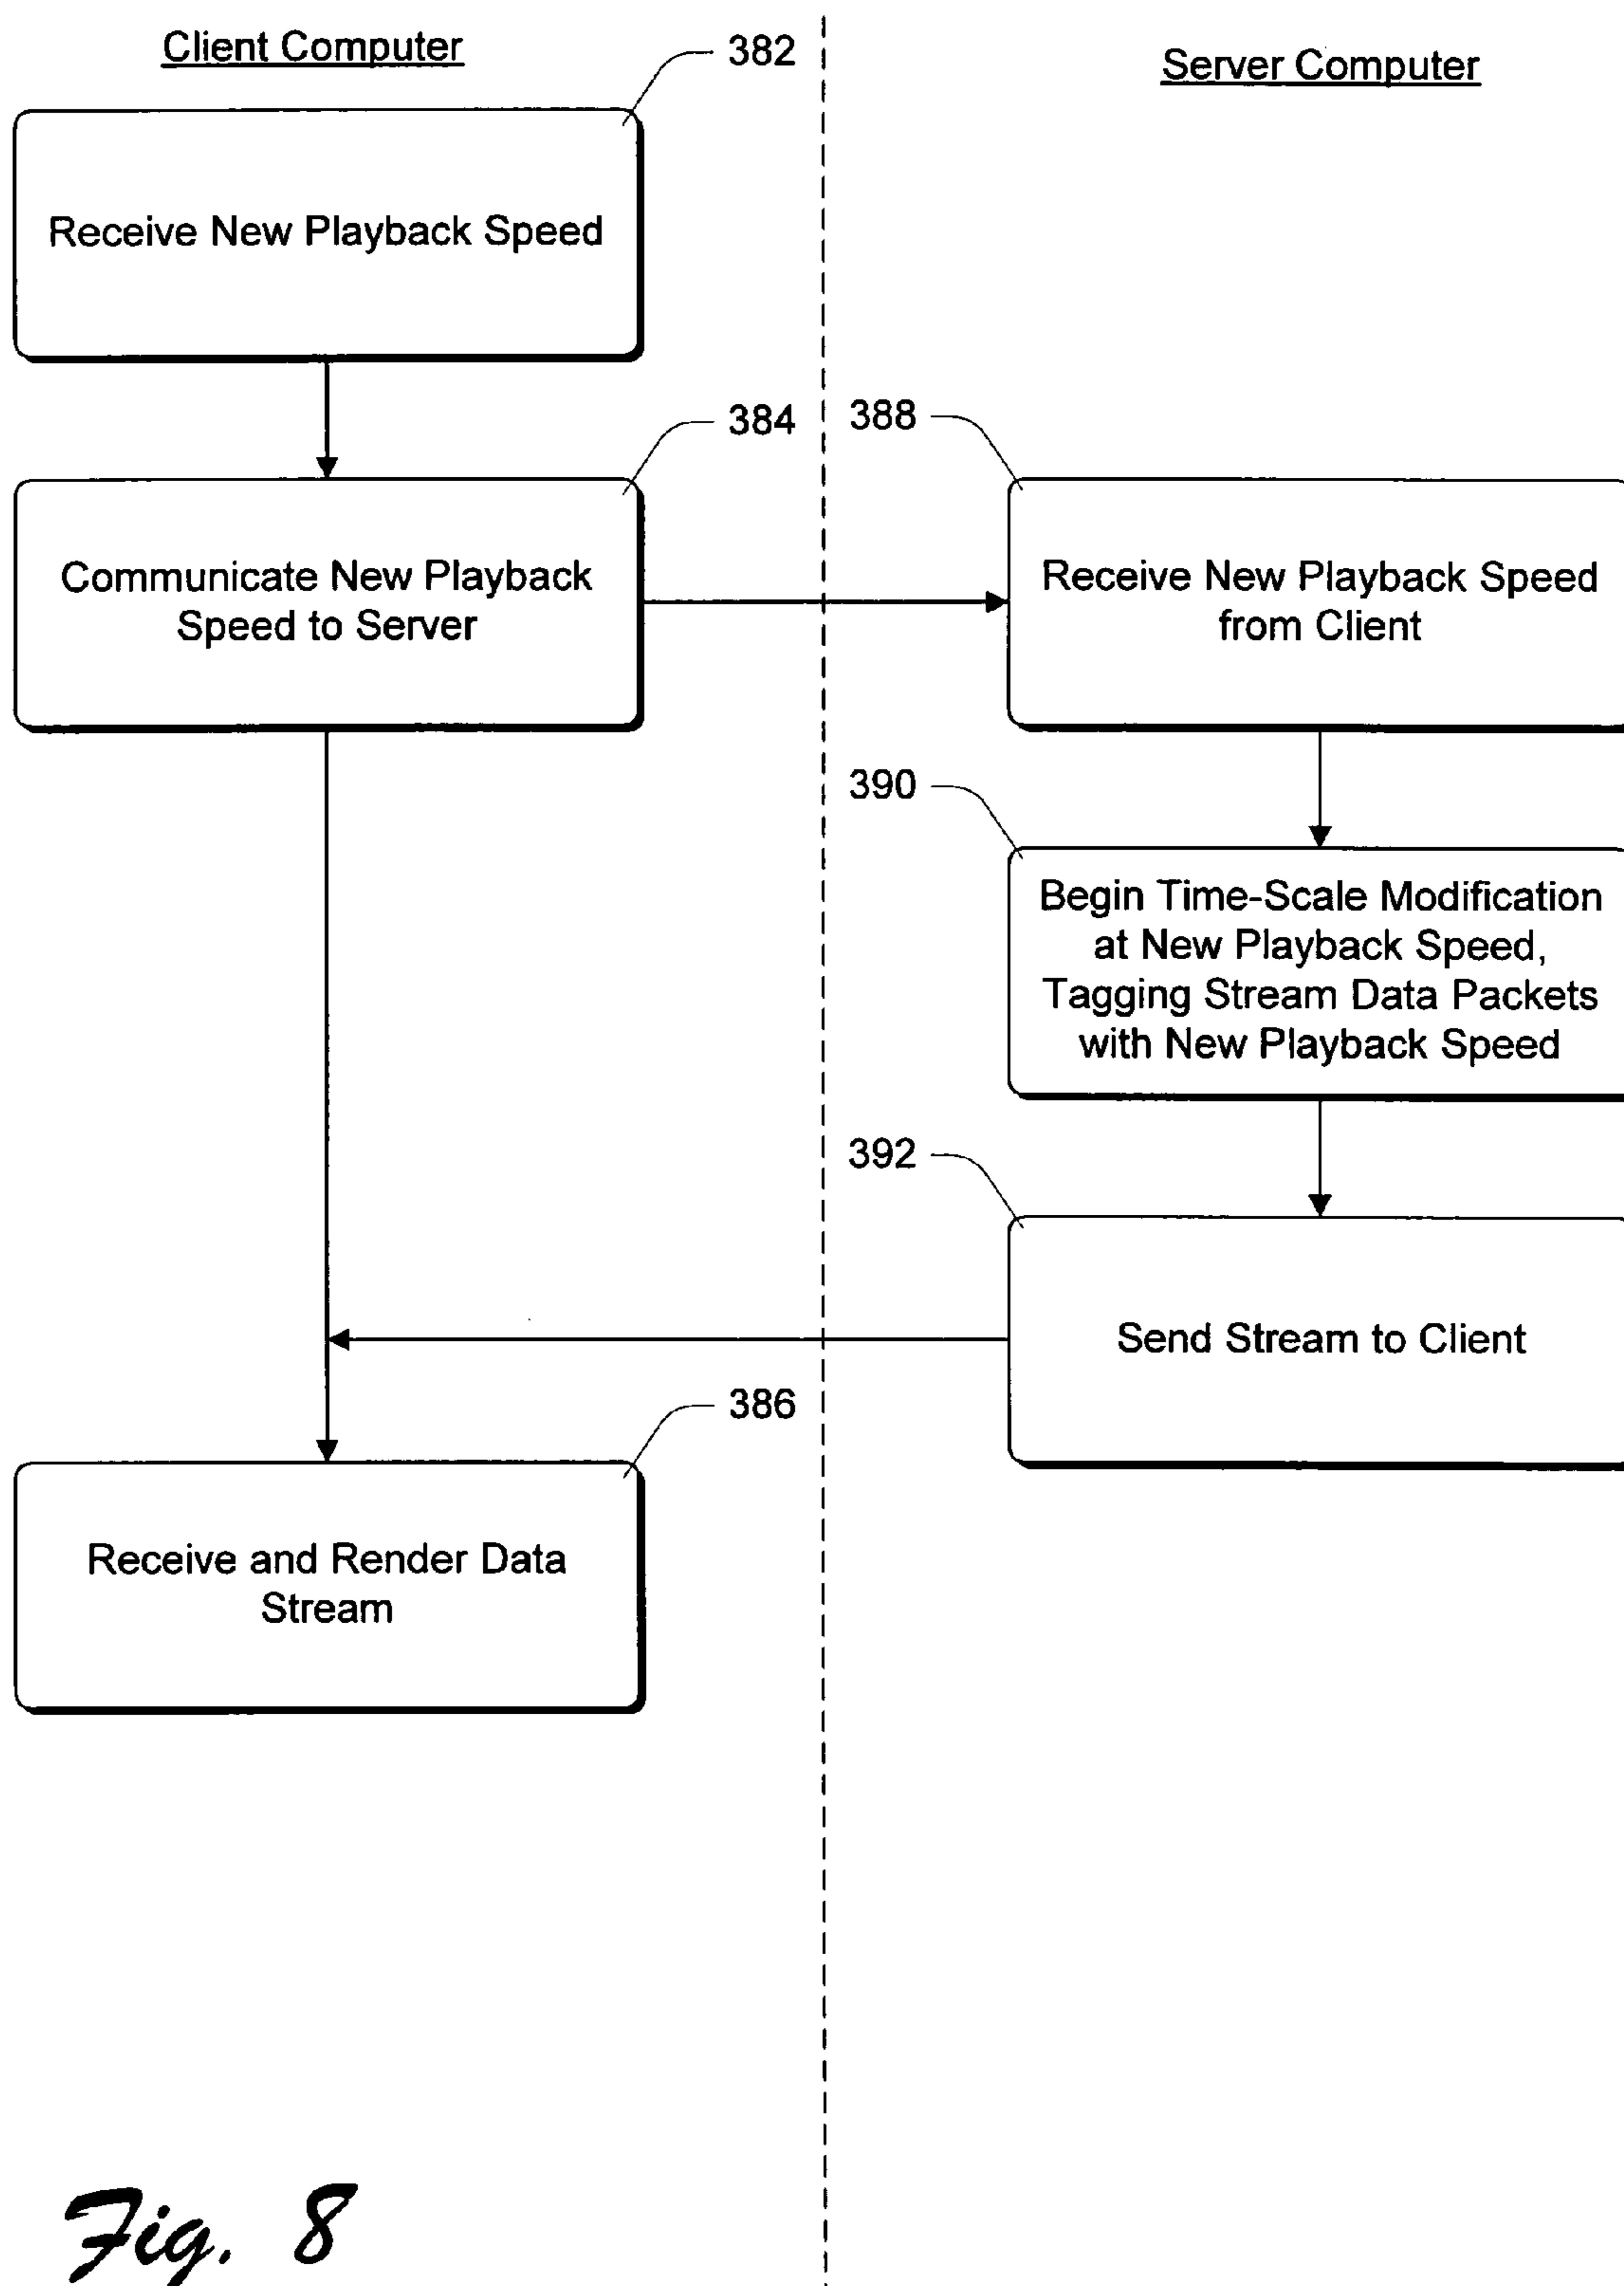 Client Computer
382
Server Computer
Receive New Playback Speed
384
388
Communicate New Playback
Speed to Server
Receive New Playback Speed
from Client
390
Begin Time-Scale Modification
at New Playback Speed,
Tagging Stream Data Packets
with New Playback Speed
392
Send Stream to Client
386
Receive and Render Data
Stream
Fig. 8